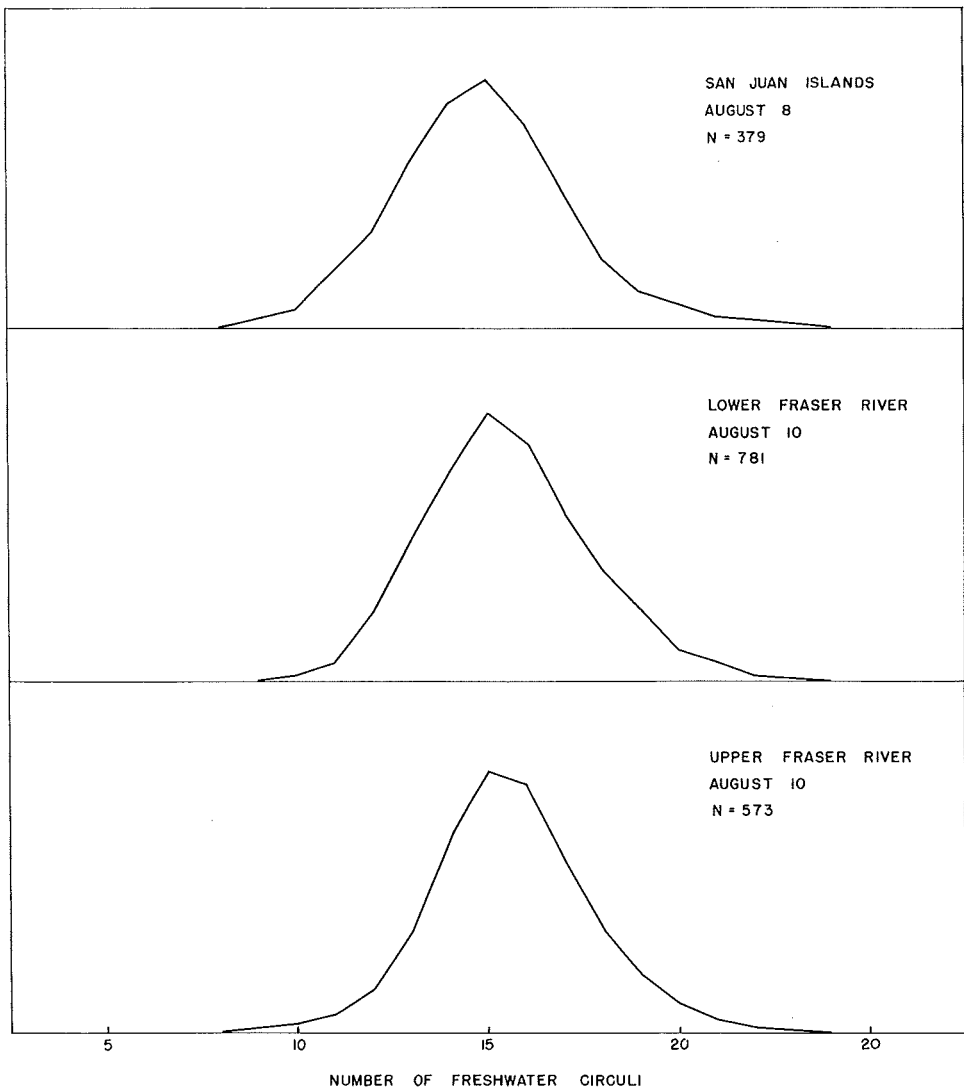 SAN JUAN ISLANDS
AUGUST 8
N = 379
LOWER FRASER RIVER
AUGUST 10
N = 781
UPPER FRASER RIVER
AUGUST 10
N = 573
5 10 15 20 20
NUMBER OF FRESHWATER CIRCULI